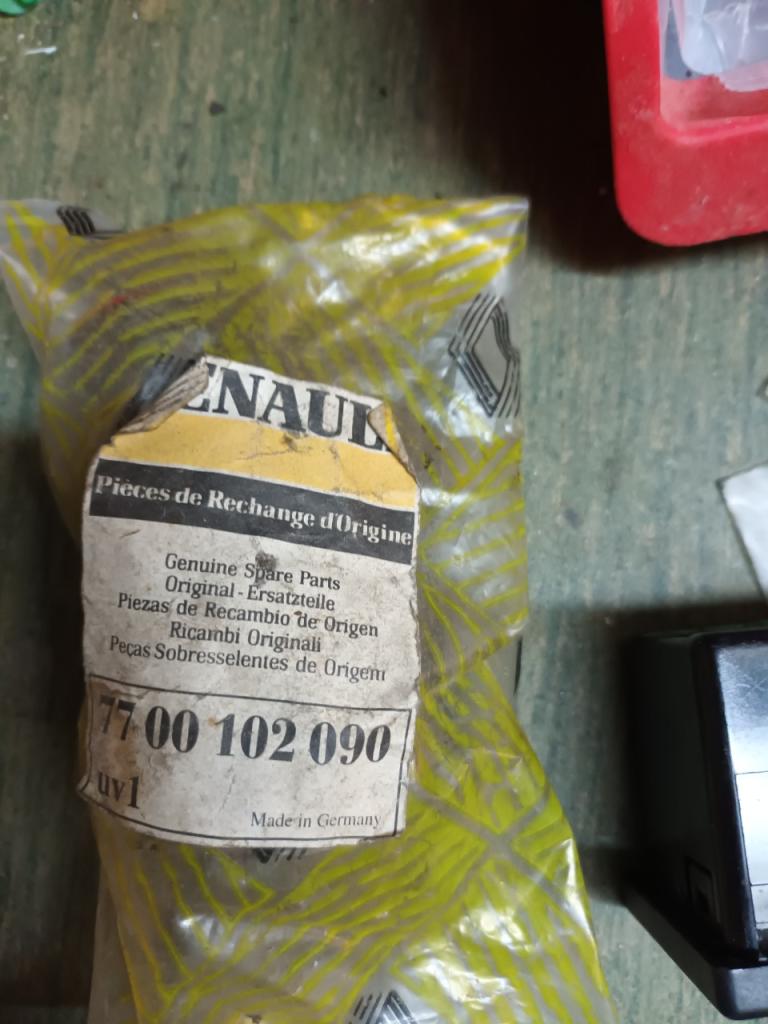 ENAUL
Pièces de Rechange d'Origine
Genuine Spare Parts
Original - Ersatzteile
Piezas de Recambio de Origen
Ricambi Originali
Peças Sobresselentes de Origem
77 00 102 090
uv1
Made in Germany